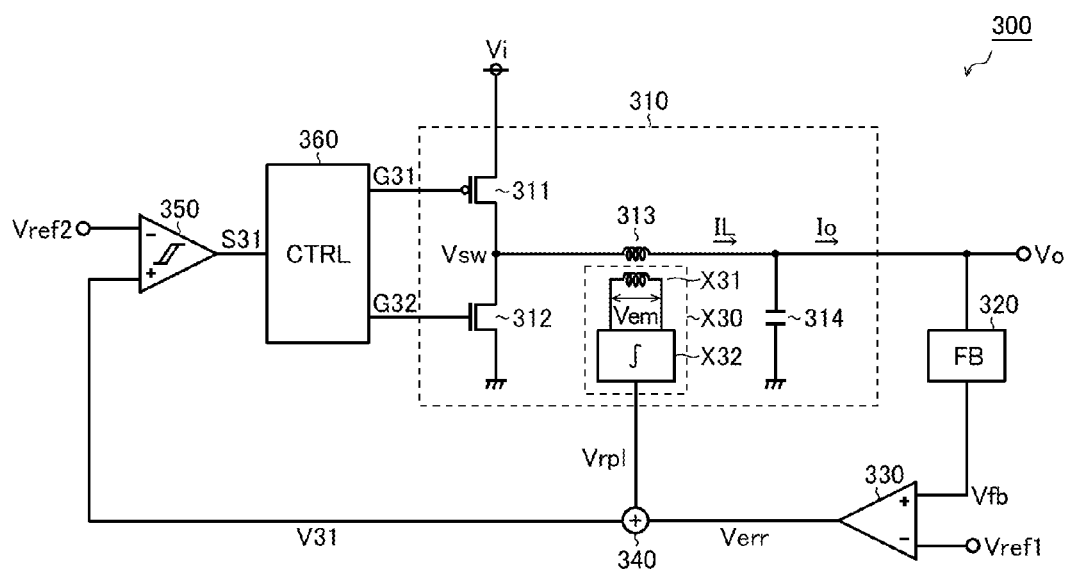 300
Vi
310
360
G31
311
350
Vref2
−
+
S31
CTRL
313
IL
Io
Vsw
Vo
X31
G32
312
Vem
X30
314
320
∫
X32
FB
Vrpl
330
+
−
Vfb
V31
+
340
Verr
Vref1